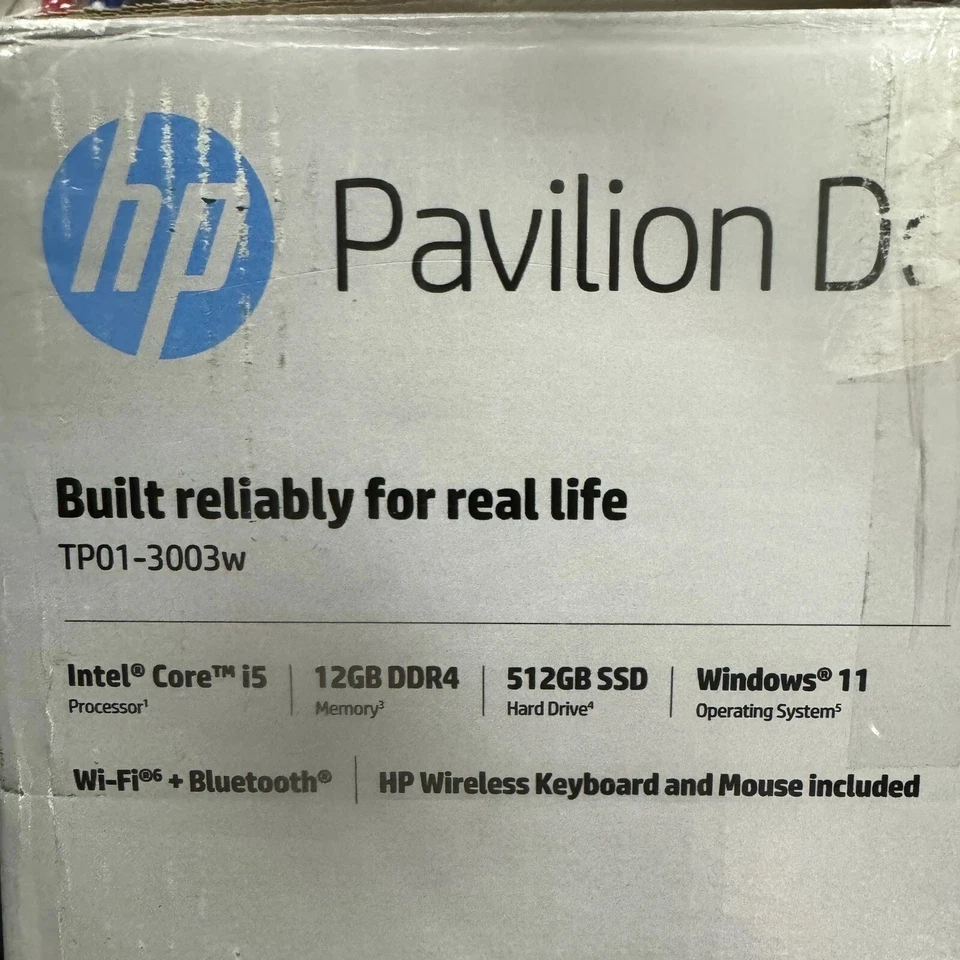 hp
Pavilion
Built reliably for real life
TP01-3003w
Intel® Core™ i5
Processor¹
12GB DDR4
Memory³
512GB SSD
Hard Drive⁴
Windows® 11
Operating System⁵
Wi-Fi®⁶ + Bluetooth®
HP Wireless Keyboard and Mouse included